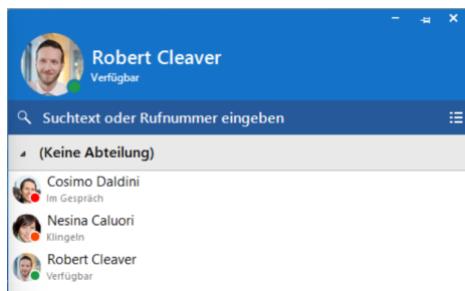 Robert Cleaver
Verfügbar
Suchtext oder Rufnummer eingeben
(Keine Abteilung)
Cosimo Daldini
Im Gespräch
Nesina Caluori
Klingeln
Robert Cleaver
Verfügbar